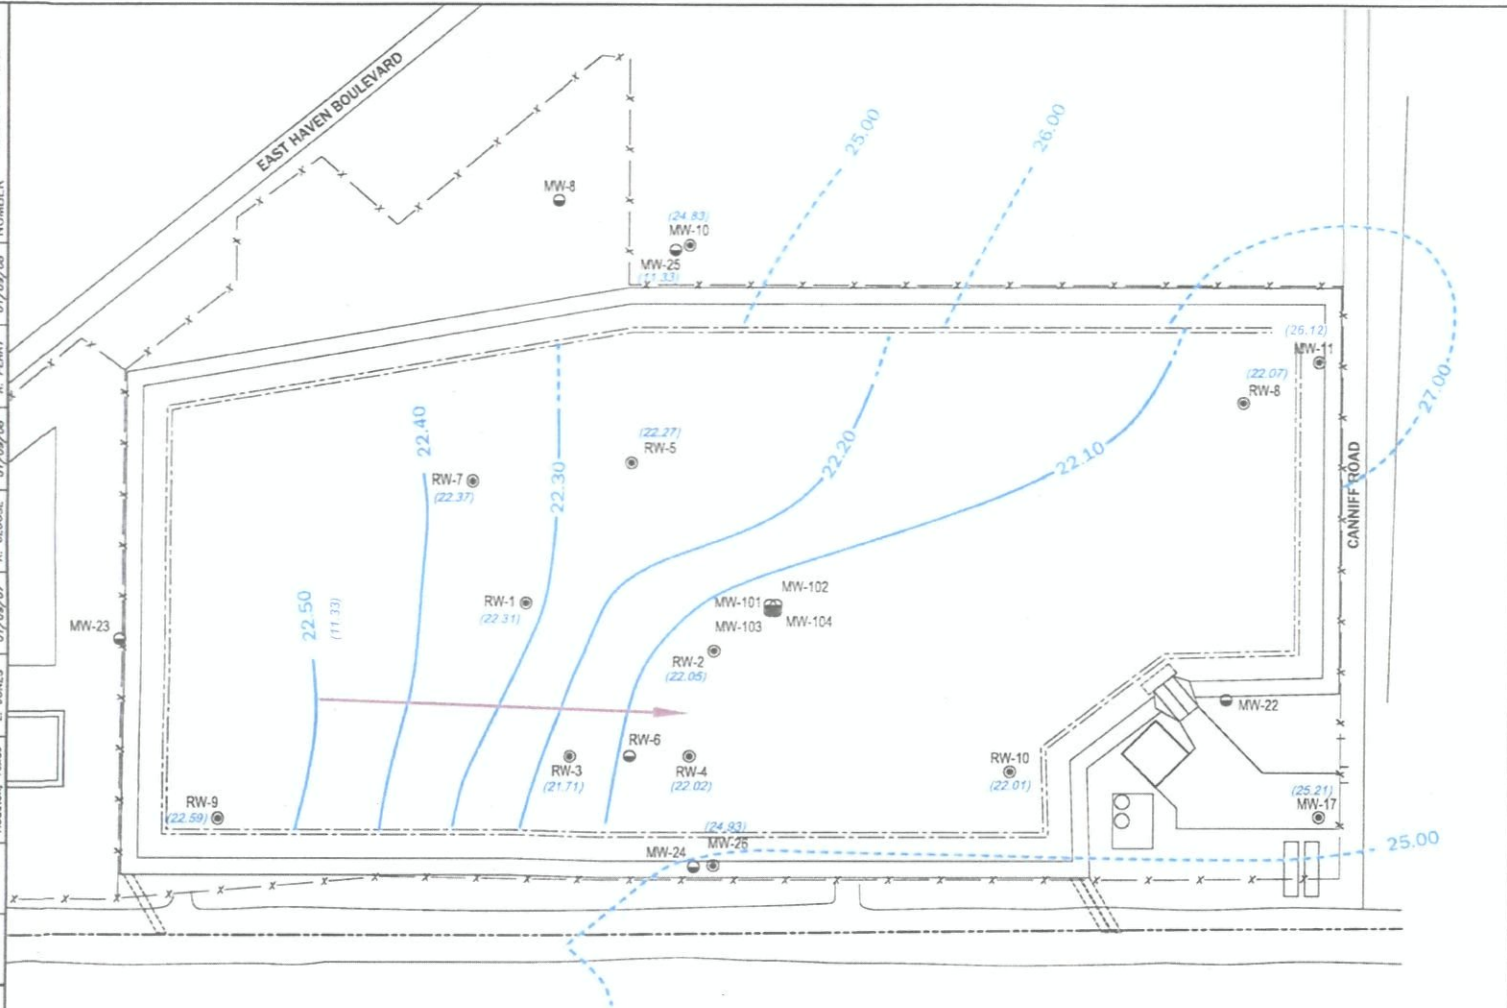 EAST HAVEN BOULEVARD
25.00
26.00
MW-8
(24.83)
MW-10
MW-25
(11.33)
(26.12)
MW-11
(22.07)
RW-8
27.00
22.40
22.20
(22.27)
RW-5
22.10
RW-7
(22.37)
22.30
CANNIFF ROAD
22.50
(11.33)
RW-1
(22.31)
MW-102
MW-101
MW-103
MW-104
MW-23
RW-2
(22.05)
MW-22
RW-6
RW-3
(21.71)
RW-4
(22.02)
RW-10
(22.01)
(25.21)
MW-17
RW-9
(22.59)
(24.93)
MW-26
MW-24
25.00
NUMBER